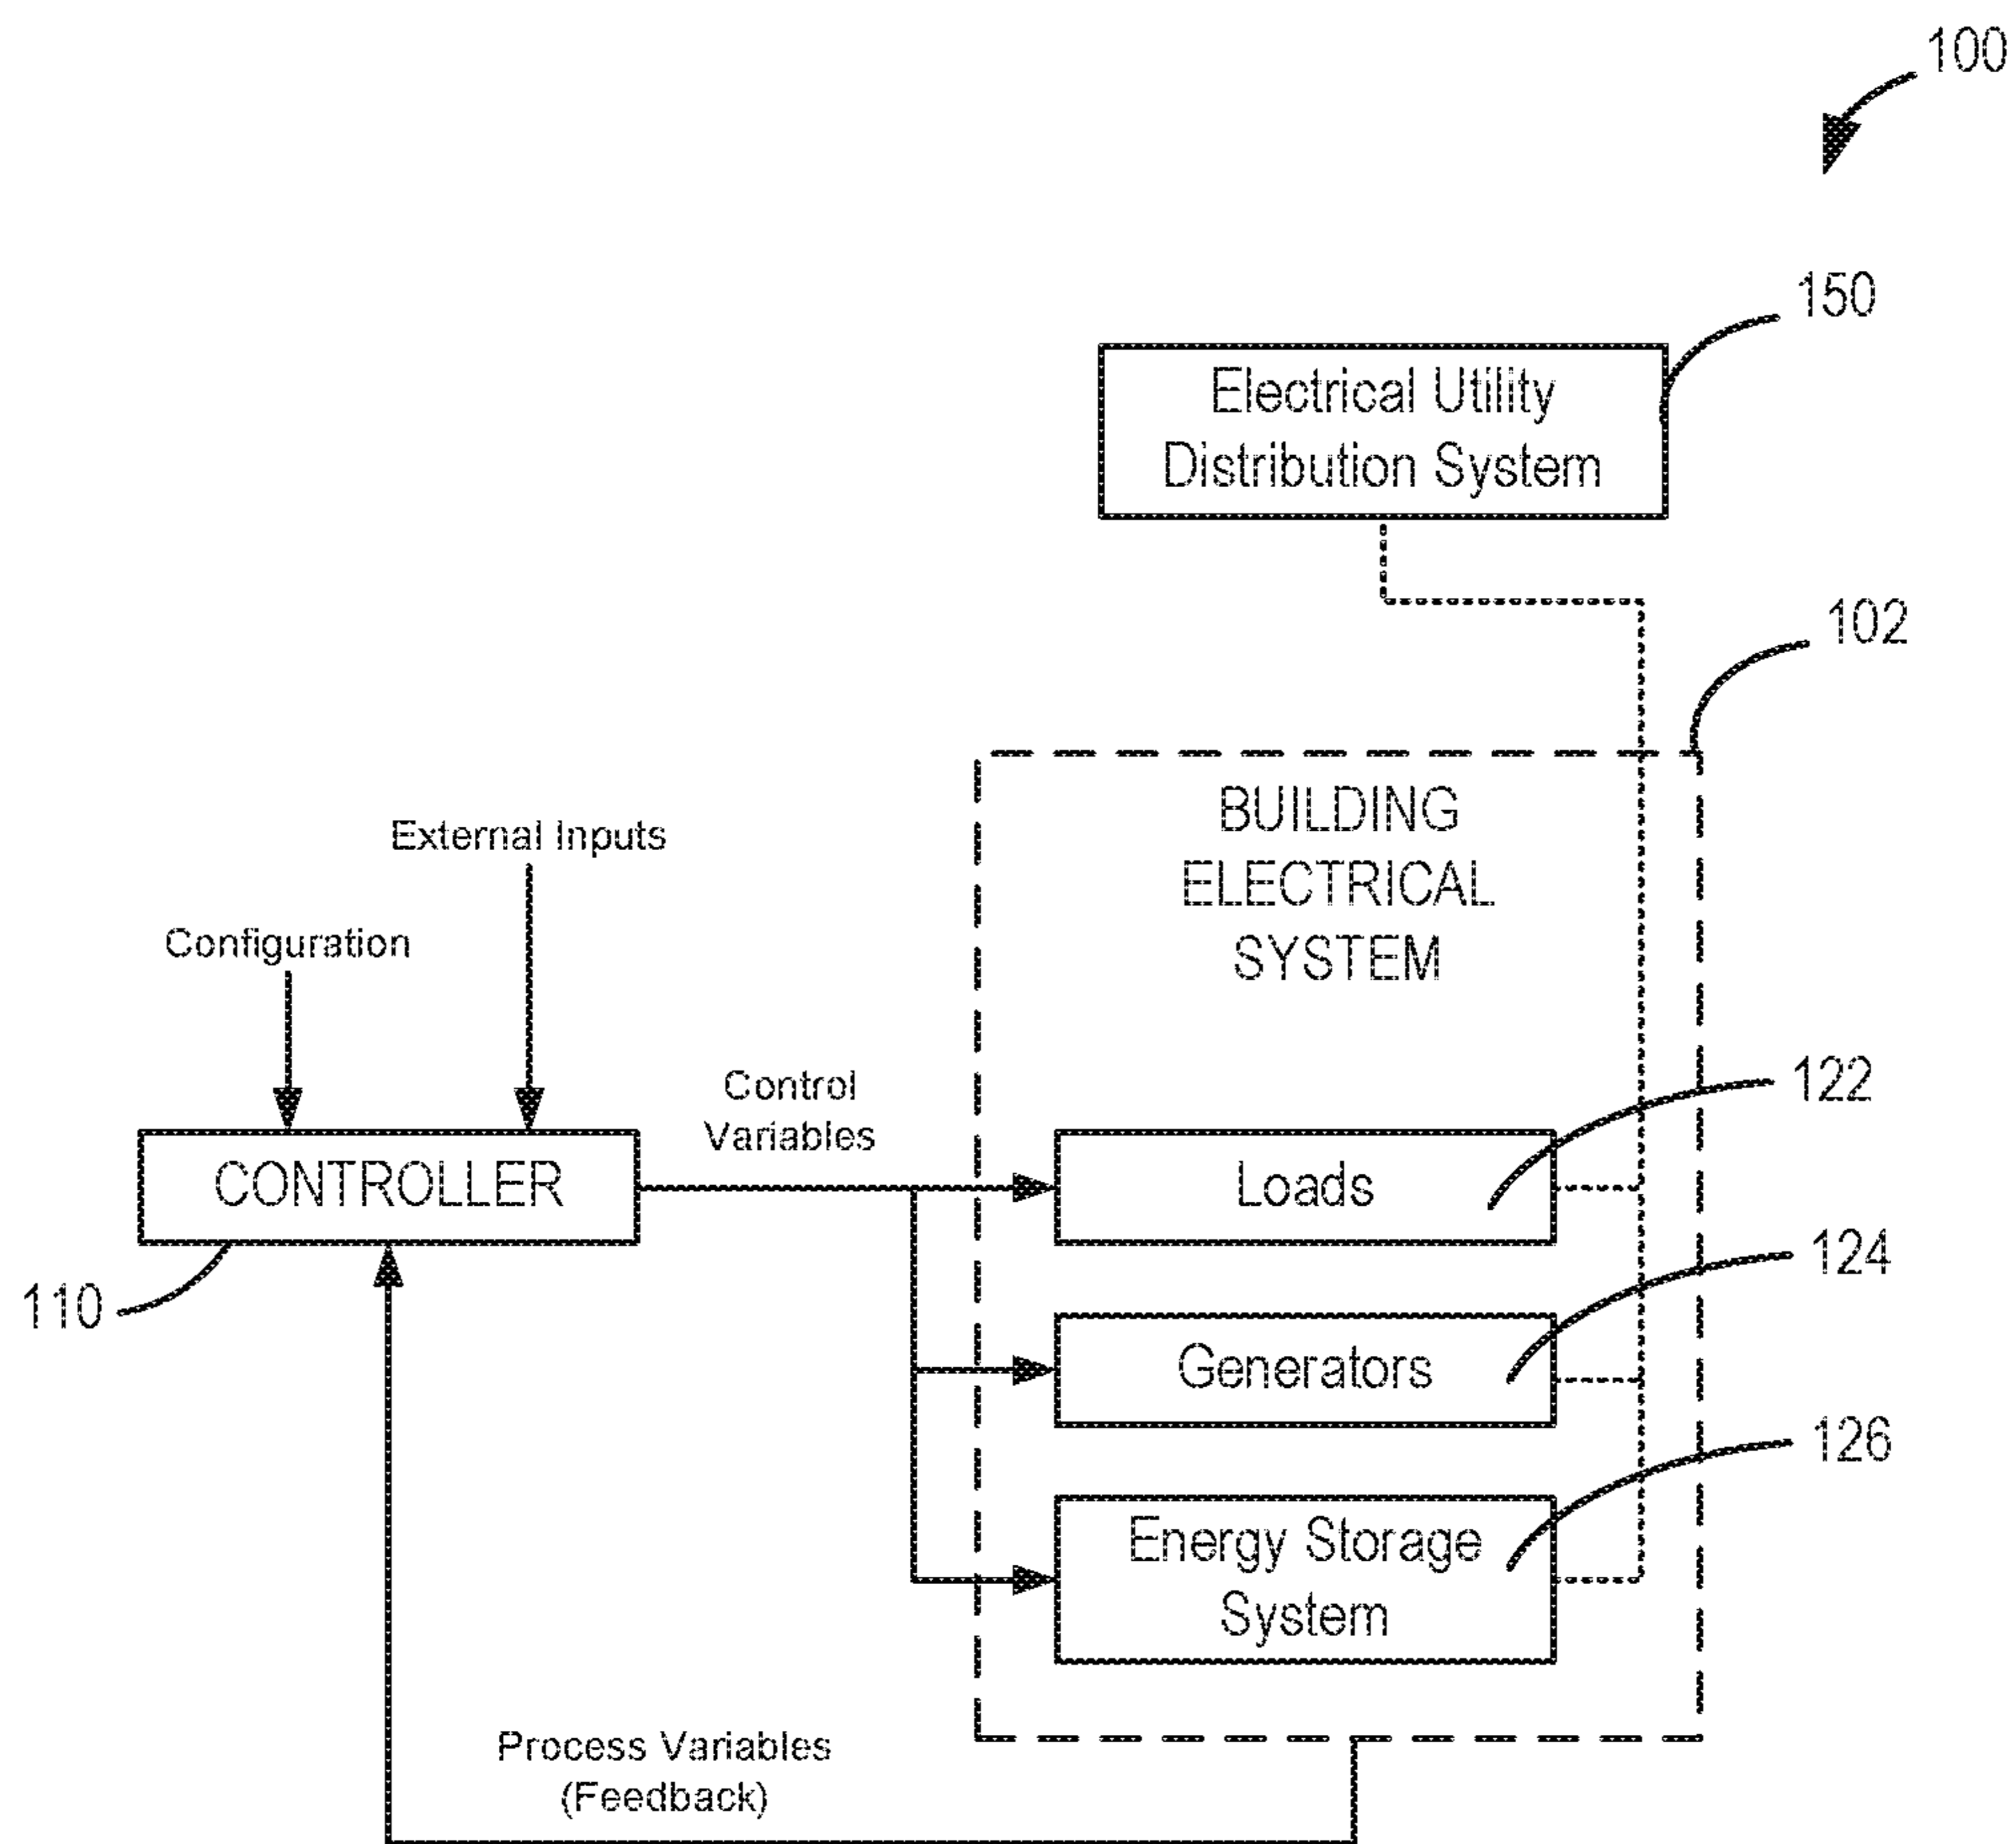 100
150
Electrical Utility
Distribution System
102
BUILDING
ELECTRICAL
SYSTEM
External Inputs
Configuration
Control
Variables
122
CONTROLLER
Loads
110
124
Generators
126
Energy Storage
System
Process Variables
(Feedback)